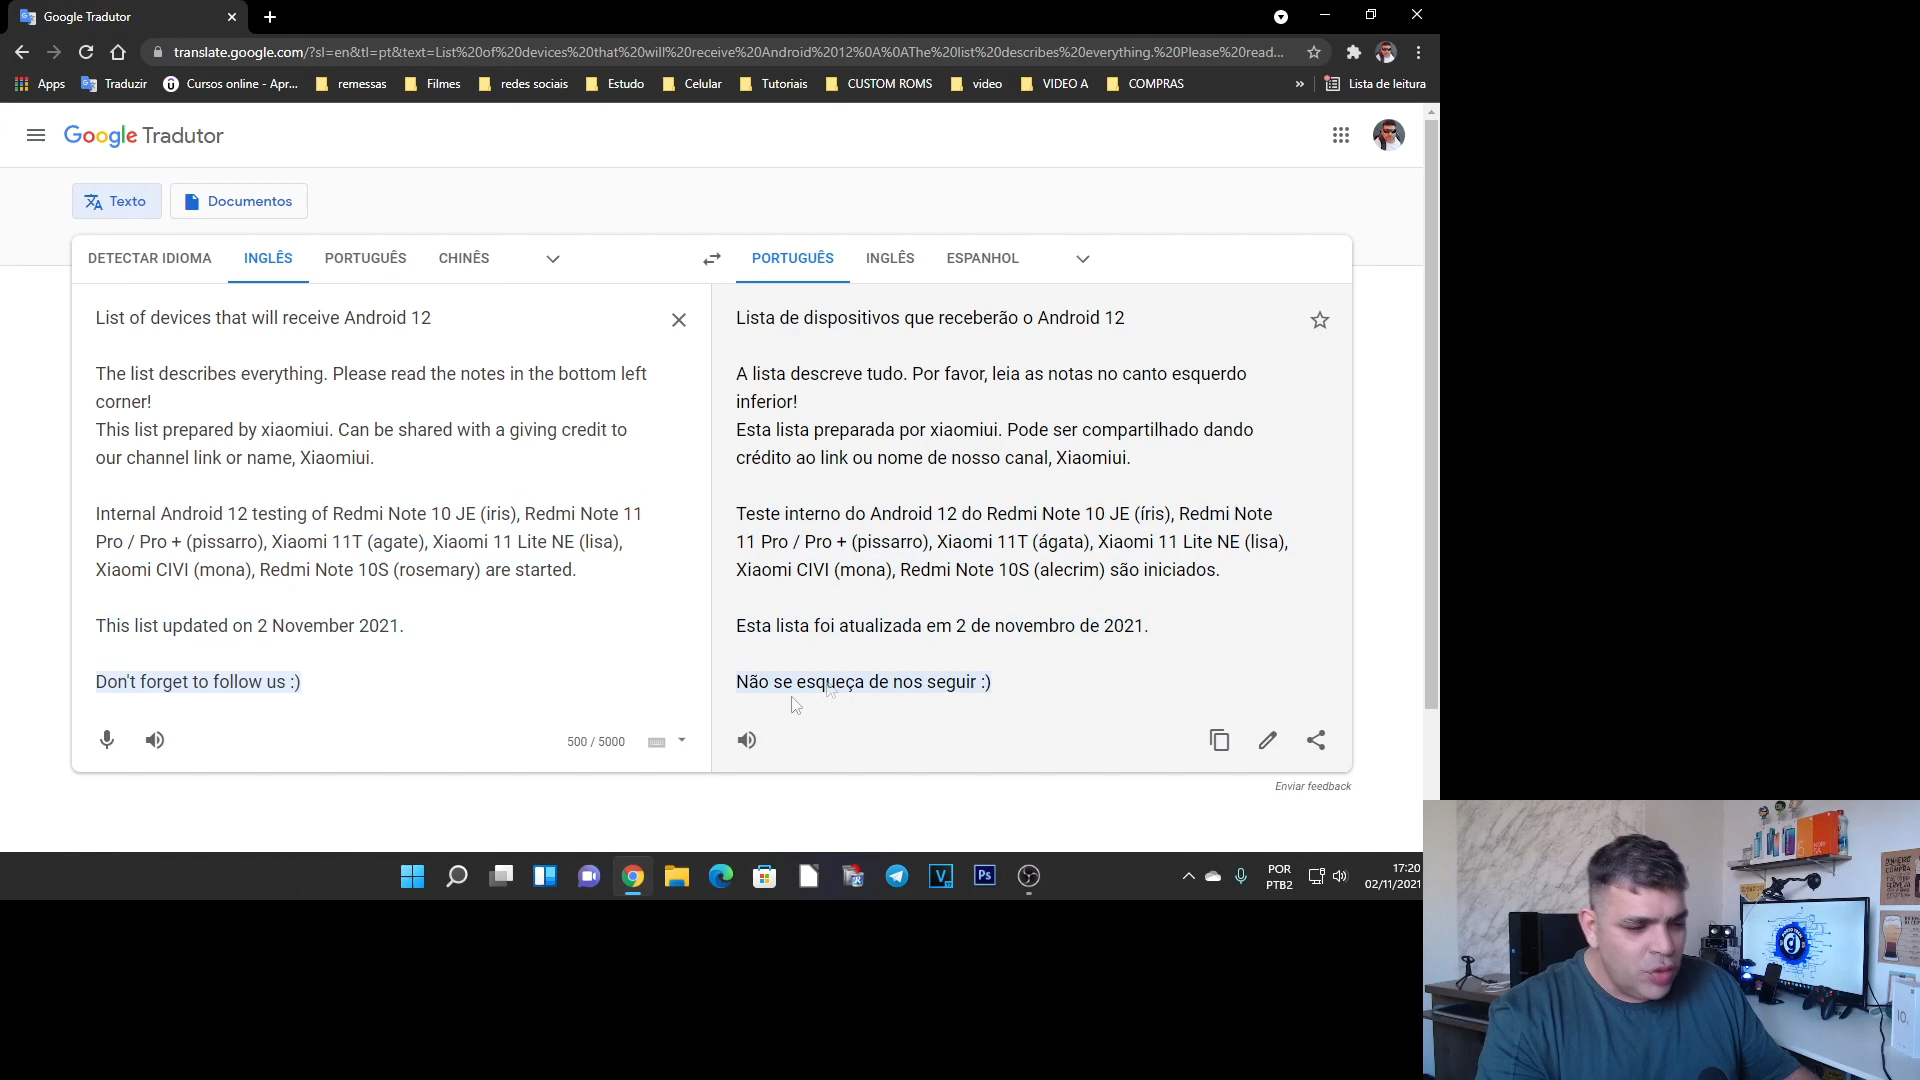 Google Tradutor
translate.google.com/?sl=en&tl=pt&text=List%20of%20devices%20that%20will%20receive%20Android%2012%0A%0AThe%20list%20describes%20everything.%20Please%20read...
Apps
Traduzir
Cursos online - Apr...
remessas
Filmes
redes sociais
Estudo
Celular
Tutoriais
CUSTOM ROMS
video
VIDEO A
COMPRAS
»
Lista de leitura
Google Tradutor
Texto
Documentos
DETECTAR IDIOMA
INGLÊS
PORTUGUÊS
CHINÊS
PORTUGUÊS
INGLÊS
ESPANHOL
List of devices that will receive Android 12
The list describes everything. Please read the notes in the bottom left
corner!
This list prepared by xiaomiui. Can be shared with a giving credit to
our channel link or name, Xiaomiui.
Internal Android 12 testing of Redmi Note 10 JE (iris), Redmi Note 11
Pro / Pro + (pissarro), Xiaomi 11T (agate), Xiaomi 11 Lite NE (lisa),
Xiaomi CIVI (mona), Redmi Note 10S (rosemary) are started.
This list updated on 2 November 2021.
Don't forget to follow us :)
500 / 5000
Lista de dispositivos que receberão o Android 12
A lista descreve tudo. Por favor, leia as notas no canto esquerdo
inferior!
Esta lista preparada por xiaomiui. Pode ser compartilhado dando
crédito ao link ou nome de nosso canal, Xiaomiui.
Teste interno do Android 12 do Redmi Note 10 JE (íris), Redmi Note
11 Pro / Pro + (pissarro), Xiaomi 11T (ágata), Xiaomi 11 Lite NE (lisa),
Xiaomi CIVI (mona), Redmi Note 10S (alecrim) são iniciados.
Esta lista foi atualizada em 2 de novembro de 2021.
Não se esqueça de nos seguir :)
Enviar feedback
V
Ps
POR
PTB2
17:20
02/11/2021